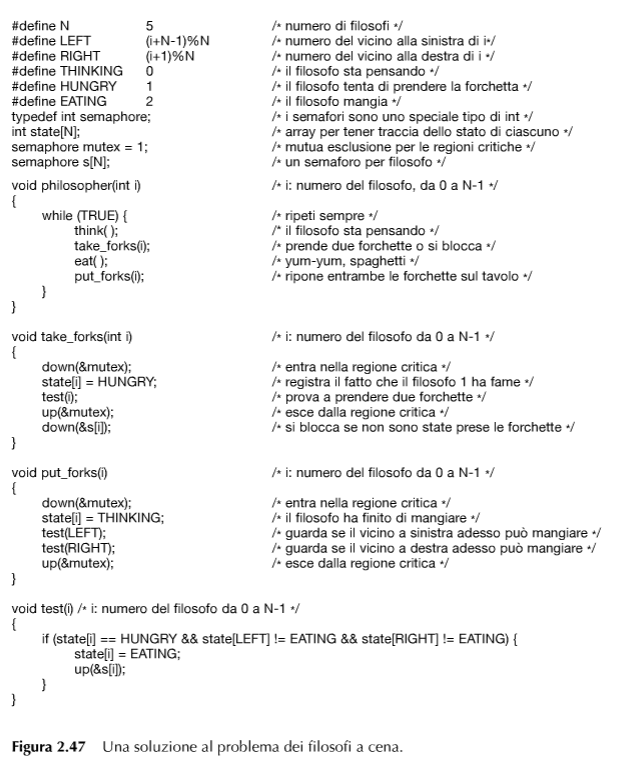 #define N 5 /* numero di filosofi */
#define LEFT (i+N-1)%N /* numero del vicino alla sinistra di i*/
#define RIGHT (i+1)%N /* numero del vicino alla destra di i */
#define THINKING 0 /* il filosofo sta pensando */
#define HUNGRY 1 /* il filosofo tenta di prendere la forchetta */
#define EATING 2 /* il filosofo mangia */
typedef int semaphore; /* i semafori sono uno speciale tipo di int */
int state[N]; /* array per tener traccia dello stato di ciascuno */
semaphore mutex = 1; /* mutua esclusione per le regioni critiche */
semaphore s[N]; /* un semaforo per filosofo */
void philosopher(int i) /* i: numero del filosofo, da 0 a N-1 */
{
while (TRUE) { /* ripeti sempre */
think( ); /* il filosofo sta pensando */
take_forks(i); /* prende due forchette o si blocca */
eat( ); /* yum-yum, spaghetti */
put_forks(i); /* ripone entrambe le forchette sul tavolo */
}
}
void take_forks(int i) /* i: numero del filosofo da 0 a N-1 */
{
down(&mutex); /* entra nella regione critica */
state[i] = HUNGRY; /* registra il fatto che il filosofo 1 ha fame */
test(i); /* prova a prendere due forchette */
up(&mutex); /* esce dalla regione critica */
down(&s[i]); /* si blocca se non sono state prese le forchette */
}
void put_forks(i) /* i: numero del filosofo da 0 a N-1 */
{
down(&mutex); /* entra nella regione critica */
state[i] = THINKING; /* il filosofo ha finito di mangiare */
test(LEFT); /* guarda se il vicino a sinistra adesso può mangiare */
test(RIGHT); /* guarda se il vicino a destra adesso può mangiare */
up(&mutex); /* esce dalla regione critica */
}
void test(i) /* i: numero del filosofo da 0 a N-1 */
{
if (state[i] == HUNGRY && state[LEFT] != EATING && state[RIGHT] != EATING) {
state[i] = EATING;
up(&s[i]);
}
}
Figura 2.47 Una soluzione al problema dei filosofi a cena.